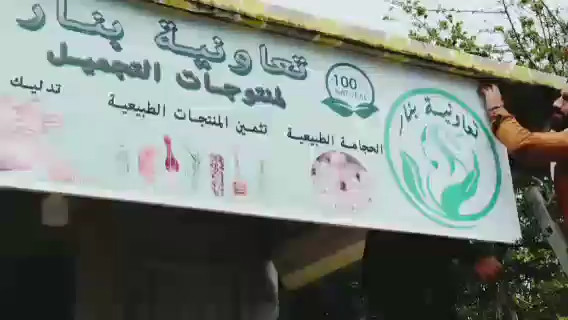 تعاونية بنار
لمنتوجات التجميل
100
NATURAL
تدليك
تثمين المنتجات الطبيعية
الحجامة الطبيعية
تعاونية بنار